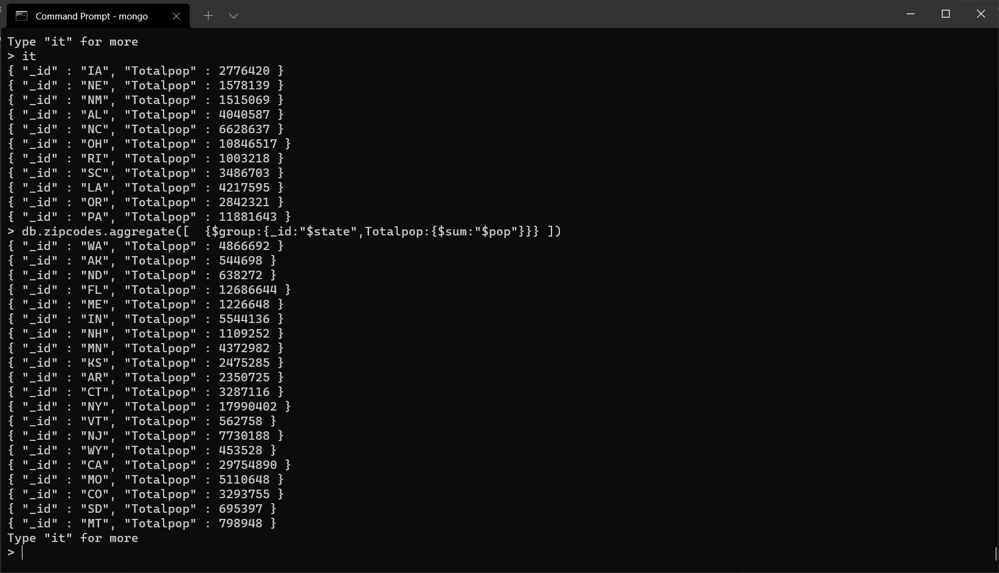 Command Prompt - mongo
Type "it" for more
> it
{ "_id" : "IA", "Totalpop" : 2776420 }
{ "_id" : "NE", "Totalpop" : 1578139 }
{ "_id" : "NM", "Totalpop" : 1515069 }
{ "_id" : "AL", "Totalpop" : 4040587 }
{ "_id" : "NC", "Totalpop" : 6628637 }
{ "_id" : "OH", "Totalpop" : 10846517 }
{ "_id" : "RI", "Totalpop" : 1003218 }
{ "_id" : "SC", "Totalpop" : 3486703 }
{ "_id" : "LA", "Totalpop" : 4217595 }
{ "_id" : "OR", "Totalpop" : 2842321 }
{ "_id" : "PA", "Totalpop" : 11881643 }
> db.zipcodes.aggregate([  {$group:{_id:"$state",Totalpop:{$sum:"$pop"}}} ])
{ "_id" : "WA", "Totalpop" : 4866692 }
{ "_id" : "AK", "Totalpop" : 544698 }
{ "_id" : "ND", "Totalpop" : 638272 }
{ "_id" : "FL", "Totalpop" : 12686644 }
{ "_id" : "ME", "Totalpop" : 1226648 }
{ "_id" : "IN", "Totalpop" : 5544136 }
{ "_id" : "NH", "Totalpop" : 1109252 }
{ "_id" : "MN", "Totalpop" : 4372982 }
{ "_id" : "KS", "Totalpop" : 2475285 }
{ "_id" : "AR", "Totalpop" : 2350725 }
{ "_id" : "CT", "Totalpop" : 3287116 }
{ "_id" : "NY", "Totalpop" : 17990402 }
{ "_id" : "VT", "Totalpop" : 562758 }
{ "_id" : "NJ", "Totalpop" : 7730188 }
{ "_id" : "WY", "Totalpop" : 453528 }
{ "_id" : "CA", "Totalpop" : 29754890 }
{ "_id" : "MO", "Totalpop" : 5110648 }
{ "_id" : "CO", "Totalpop" : 3293755 }
{ "_id" : "SD", "Totalpop" : 695397 }
{ "_id" : "MT", "Totalpop" : 798948 }
Type "it" for more
>